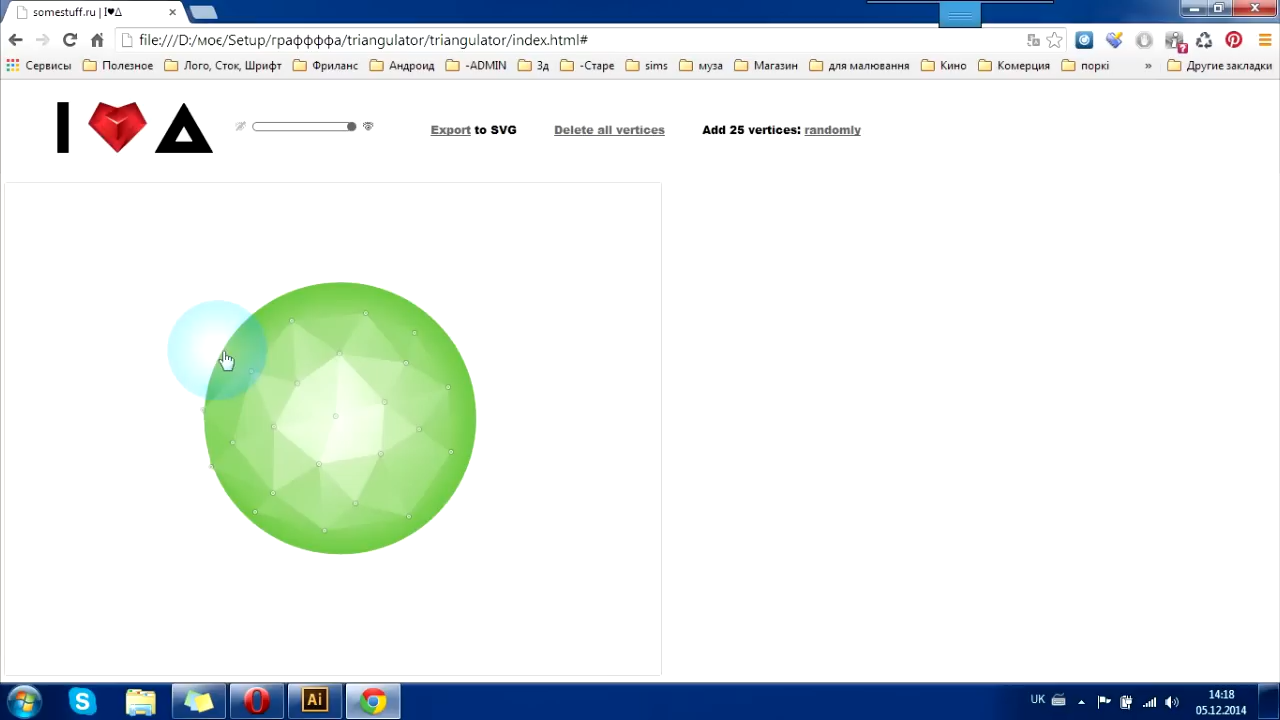 somestuff.ru | I♥Δ
file:///D:/моє/Setup/граффффа/triangulator/triangulator/index.html#
Сервисы Полезное Лого, Сток, Шрифт Фриланс Андроид -ADMIN 3д -Старе sims муза Магазин для малювання Кино Комерция поркі » Другие закладки
I
Export to SVG Delete all vertices Add 25 vertices: randomly
Ai
UK
14:18
05.12.2014